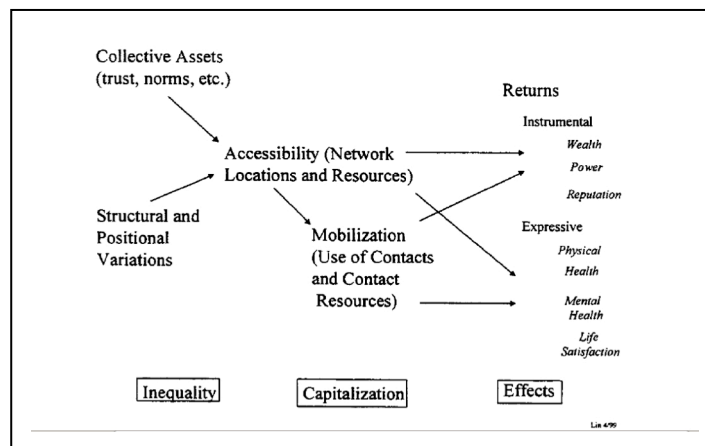 Collective Assets
(trust, norms, etc.)
Returns
Instrumental
Wealth
Power
Reputation
Accessibility (Network
Locations and Resources)
Structural and
Positional
Variations
Mobilization
(Use of Contacts
and Contact
Resources)
Expressive
Physical
Health
Mental
Health
Life
Satisfaction
Inequality
Capitalization
Effects
Lin 4/99